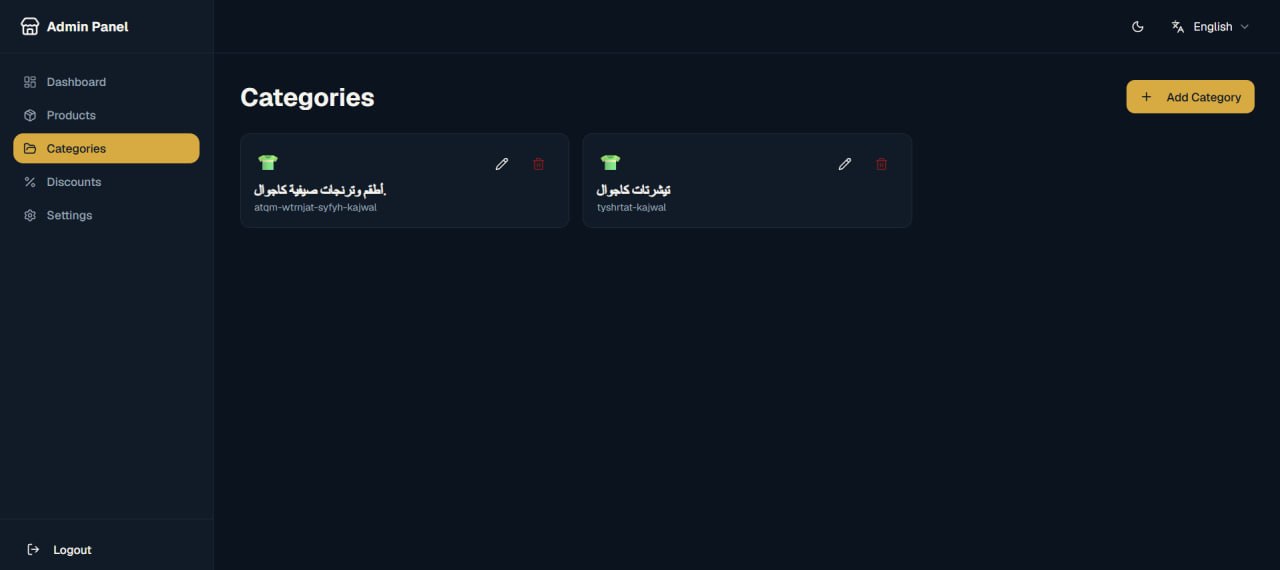 Admin Panel
English
Dashboard
Products
Categories
Discounts
Settings
Logout
Categories
Add Category
أطقم وترنجات صيفية كاجوال.
atqm-wtrnjat-syfyh-kajwal
تيشرتات كاجوال
tyshrtat-kajwal